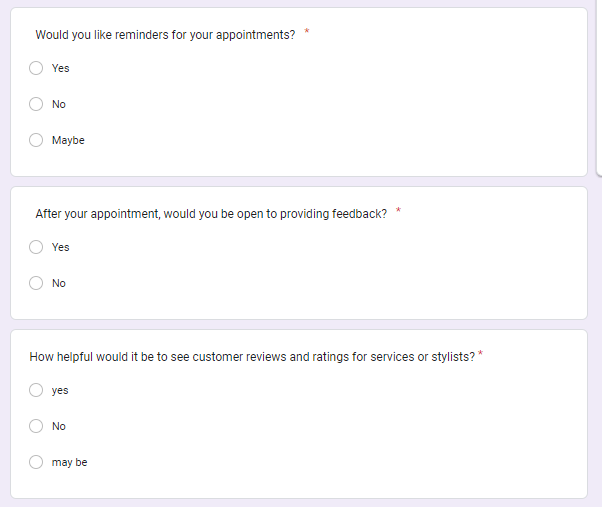 Would you like reminders for your appointments? *
Yes
No
Maybe
After your appointment, would you be open to providing feedback? *
Yes
No
How helpful would it be to see customer reviews and ratings for services or stylists? *
yes
No
may be